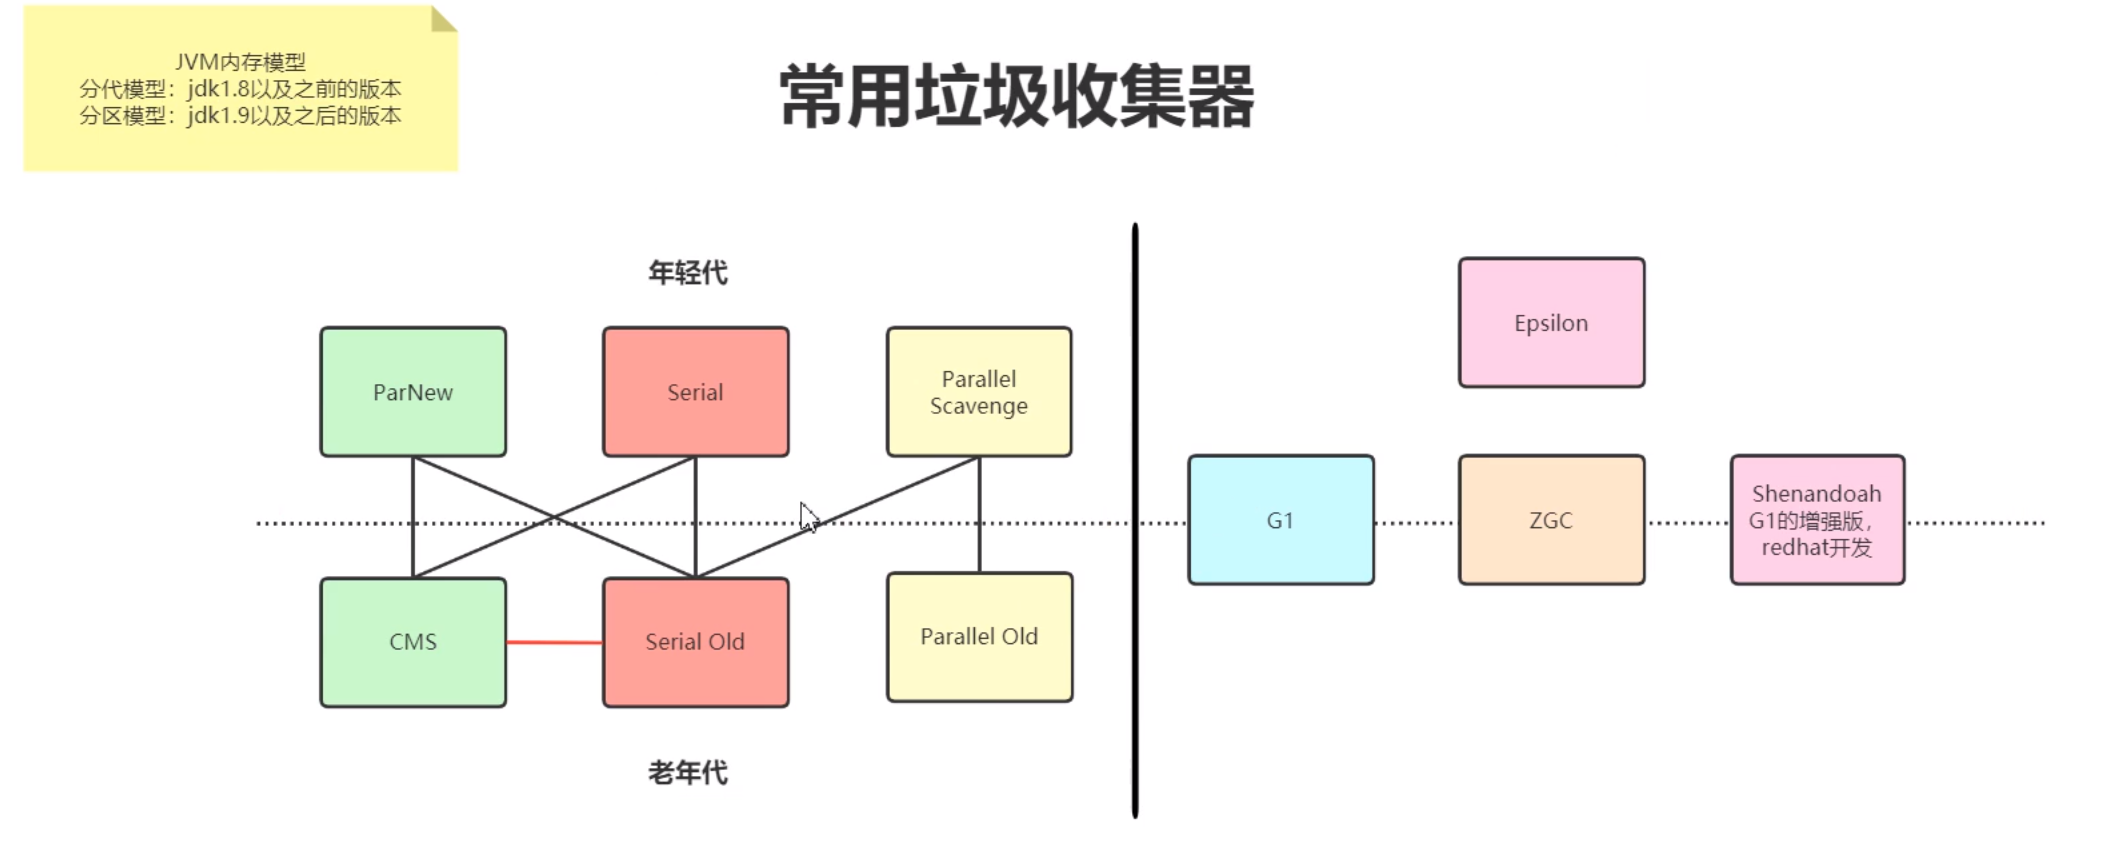 JVM内存模型
分代模型：jdk1.8以及之前的版本
分区模型：jdk1.9以及之后的版本
常用垃圾收集器
年轻代
ParNew
Serial
Parallel
Scavenge
CMS
Serial Old
Parallel Old
老年代
Epsilon
G1
ZGC
Shenandoah
G1的增强版，
redhat开发